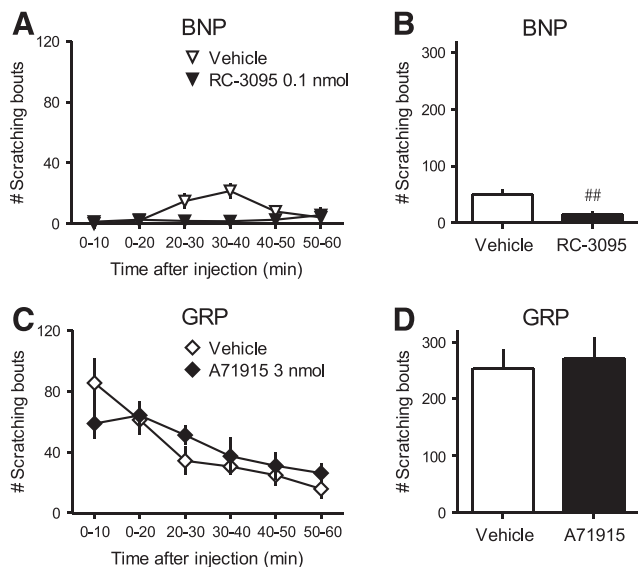 A
BNP
120
80
40
0
# Scratching bouts
Vehicle
RC-3095 0.1 nmol
0-10 0-20 20-30 30-40 40-50 50-60
Time after injection (min)
B
BNP
300
200
100
0
# Scratching bouts
##
Vehicle RC-3095
C
GRP
120
80
40
0
# Scratching bouts
Vehicle
A71915 3 nmol
0-10 0-20 20-30 30-40 40-50 50-60
Time after injection (min)
D
GRP
300
200
100
0
# Scratching bouts
Vehicle A71915